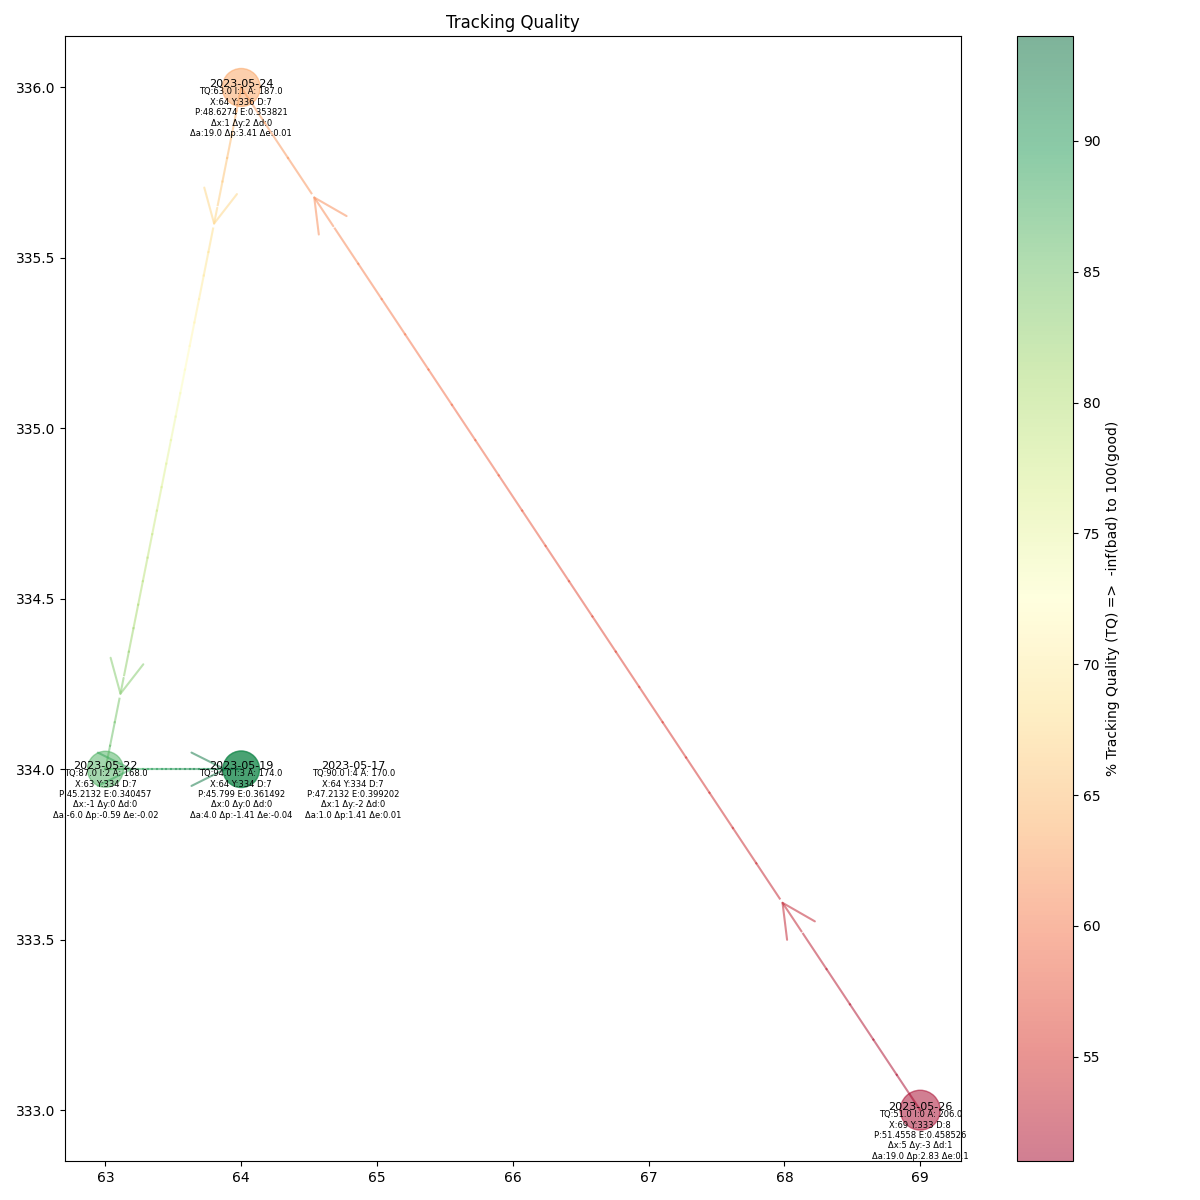 Tracking Quality
336.0
335.5
335.0
334.5
334.0
333.5
333.0
63
64
65
66
67
68
69
2023-05-24
TQ:63.0 I:1 A: 187.0
X:64 Y:336 D:7
P:48.6274 E:0.353821
Δx:1 Δy:2 Δd:0
Δa:19.0 Δp:3.41 Δe:0.01
2023-05-22
TQ:87.0 I:2 A: 168.0
X:63 Y:334 D:7
P:45.2132 E:0.340457
Δx:-1 Δy:0 Δd:0
Δa:-6.0 Δp:-0.59 Δe:-0.02
2023-05-19
TQ:94.0 I:3 A: 174.0
X:64 Y:334 D:7
P:45.799 E:0.361492
Δx:0 Δy:0 Δd:0
Δa:4.0 Δp:-1.41 Δe:-0.04
2023-05-17
TQ:90.0 I:4 A: 170.0
X:64 Y:334 D:7
P:47.2132 E:0.399202
Δx:1 Δy:-2 Δd:0
Δa:1.0 Δp:1.41 Δe:0.01
2023-05-26
TQ:51.0 I:0 A: 206.0
X:69 Y:333 D:8
P:51.4558 E:0.458526
Δx:5 Δy:-3 Δd:1
Δa:19.0 Δp:2.83 Δe:0.1
90
85
80
75
70
65
60
55
% Tracking Quality (TQ) => -inf(bad) to 100(good)